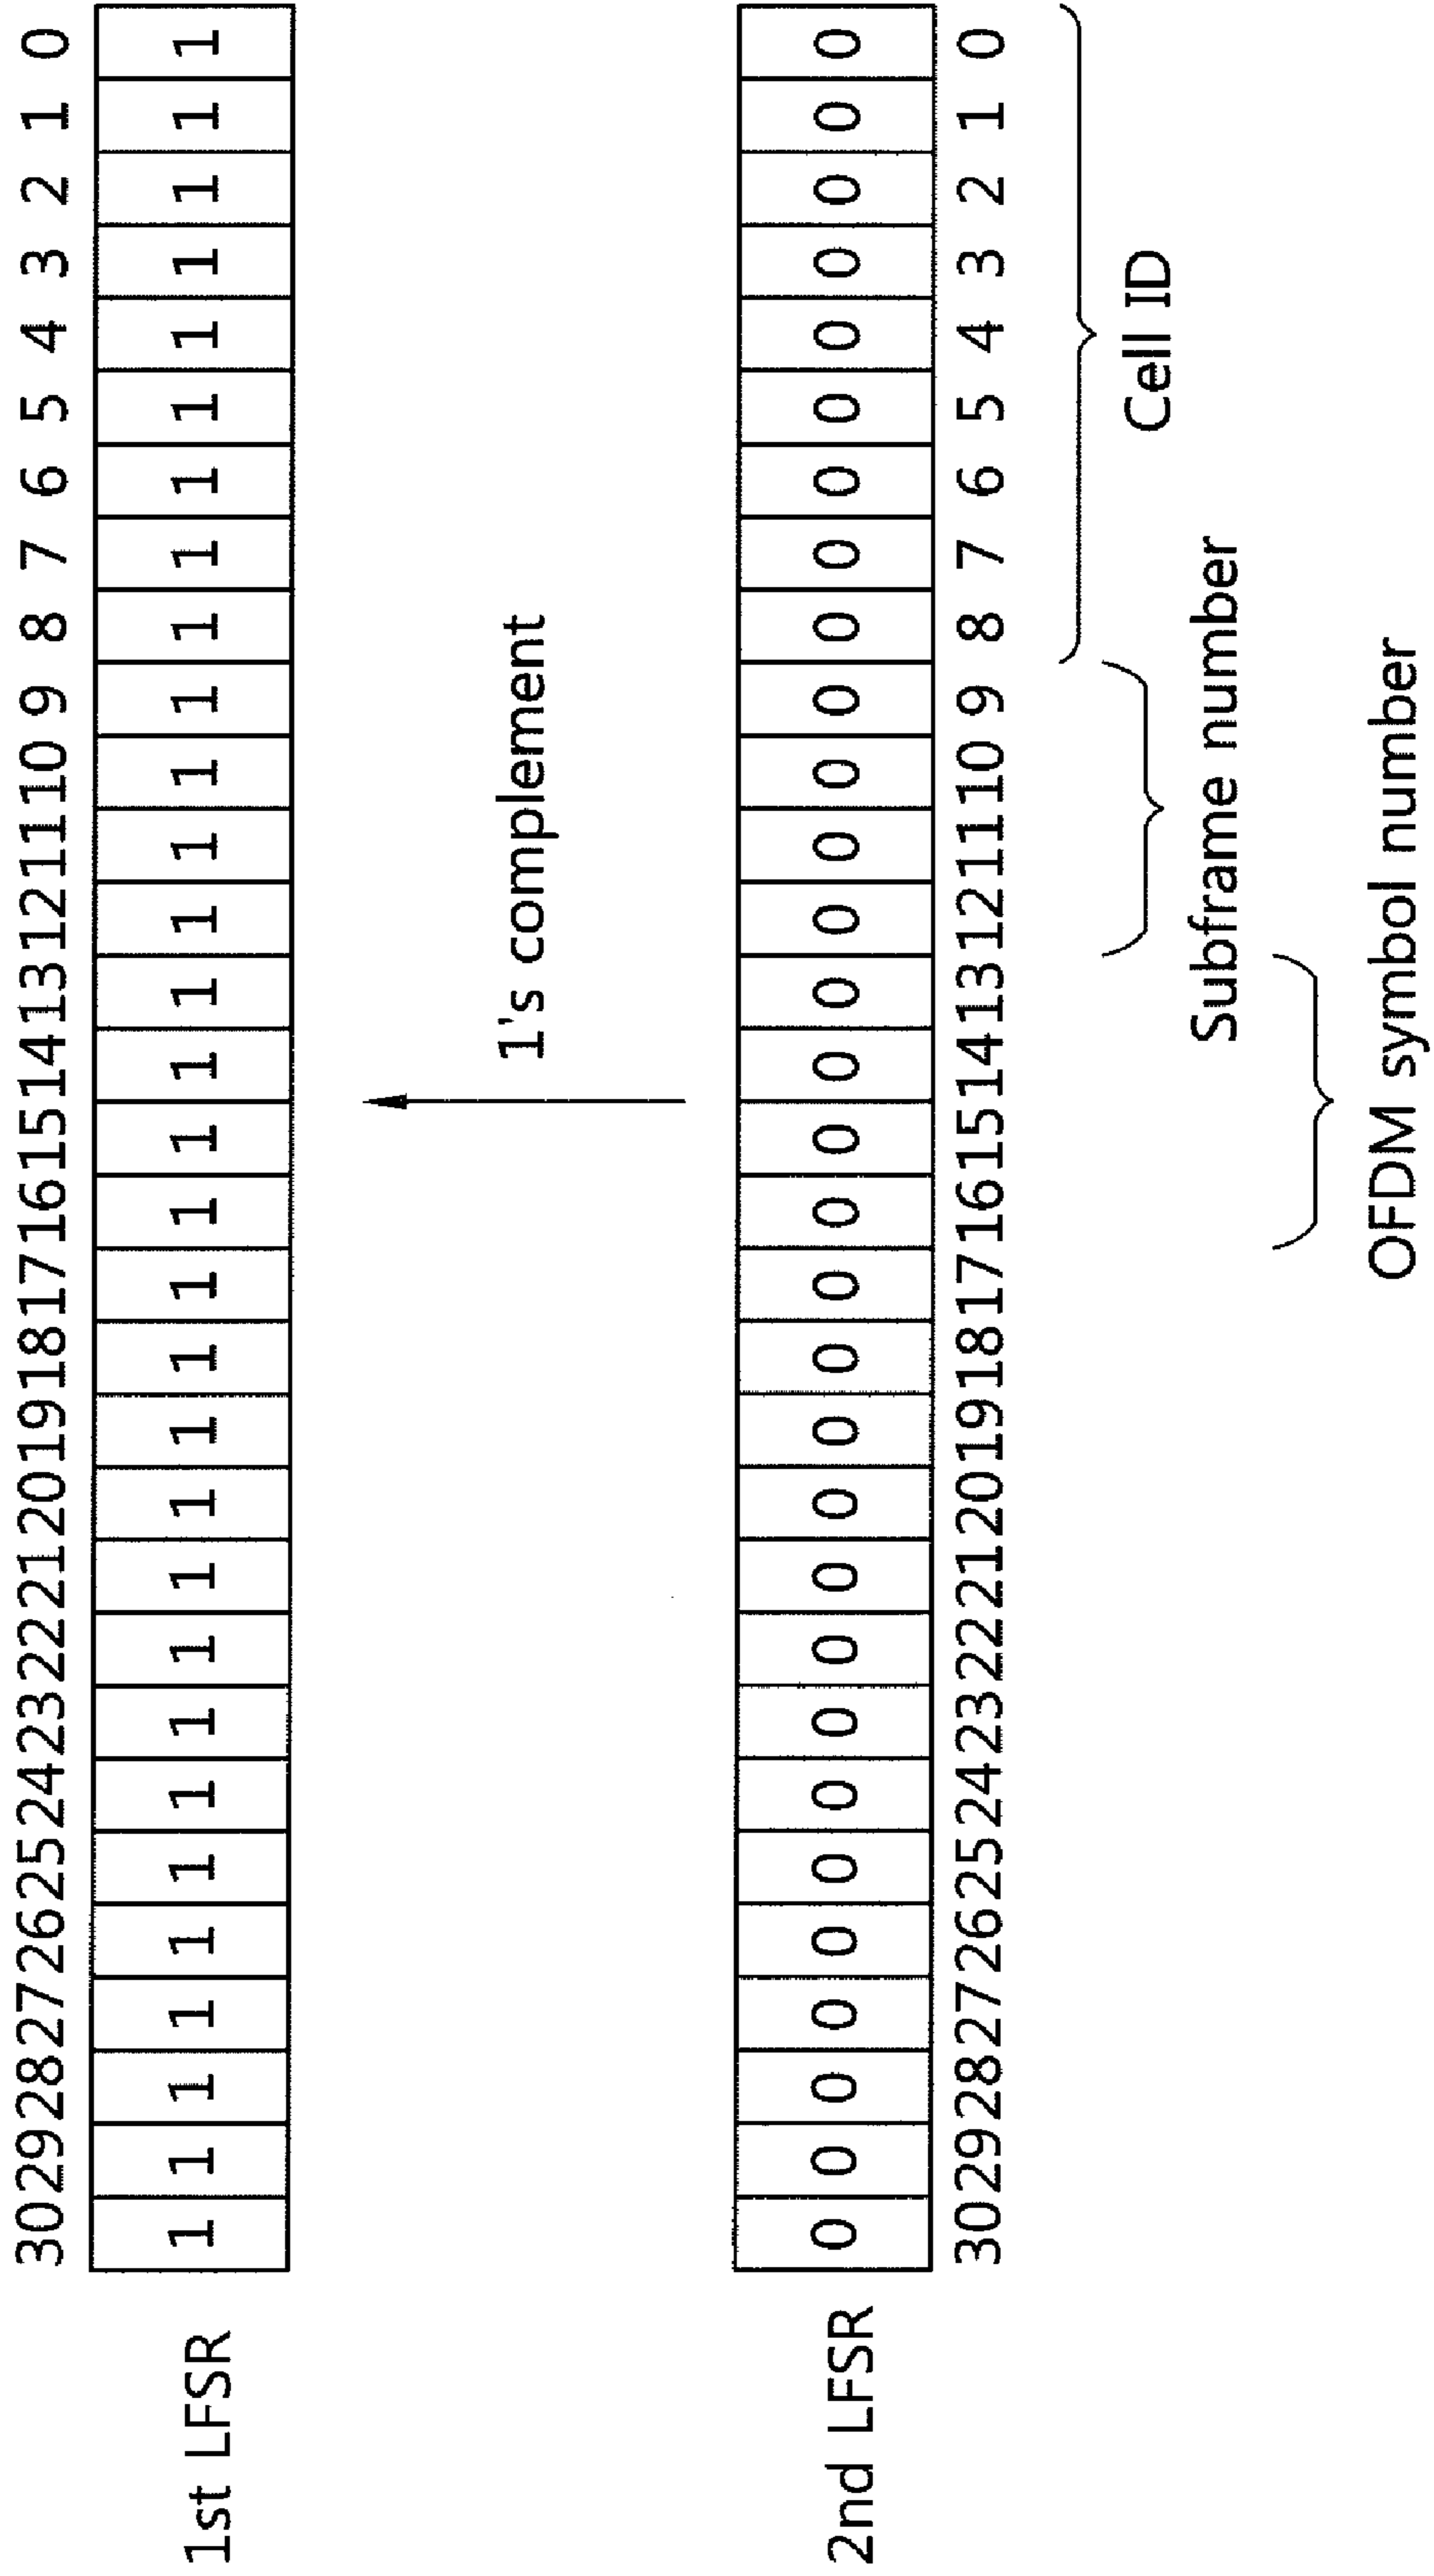 30 29 28 27 26 25 24 23 22 21 20 19 18 17 16 15 14 13 12 11 10 9 8 7 6 5 4 3 2 1 0
1st LFSR 1 1 1 1 1 1 1 1 1 1 1 1 1 1 1 1 1 1 1 1 1 1 1 1 1 1 1 1 1 1 1
1's complement
2nd LFSR 0 0 0 0 0 0 0 0 0 0 0 0 0 0 0 0 0 0 0 0 0 0 0 0 0 0 0 0 0 0 0
30 29 28 27 26 25 24 23 22 21 20 19 18 17 16 15 14 13 12 11 10 9 8 7 6 5 4 3 2 1 0
Cell ID
Subframe number
OFDM symbol number